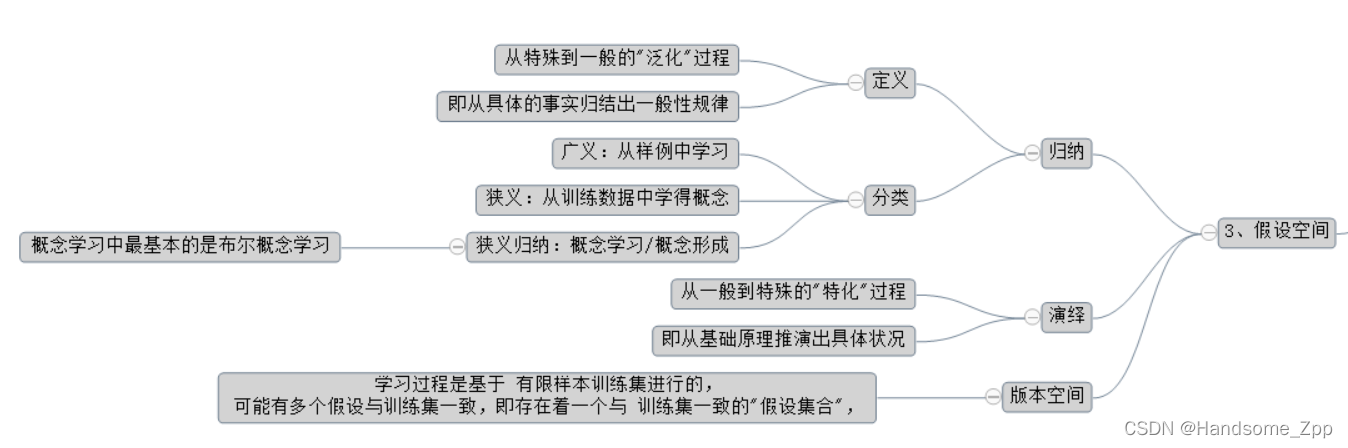 3、假设空间
归纳
定义
从特殊到一般的"泛化"过程
即从具体的事实归结出一般性规律
分类
广义：从样例中学习
狭义：从训练数据中学得概念
狭义归纳：概念学习/概念形成
概念学习中最基本的是布尔概念学习
演绎
从一般到特殊的"特化"过程
即从基础原理推演出具体状况
版本空间
学习过程是基于 有限样本训练集进行的，
可能有多个假设与训练集一致，即存在着一个与 训练集一致的"假设集合"，
CSDN @Handsome_Zpp